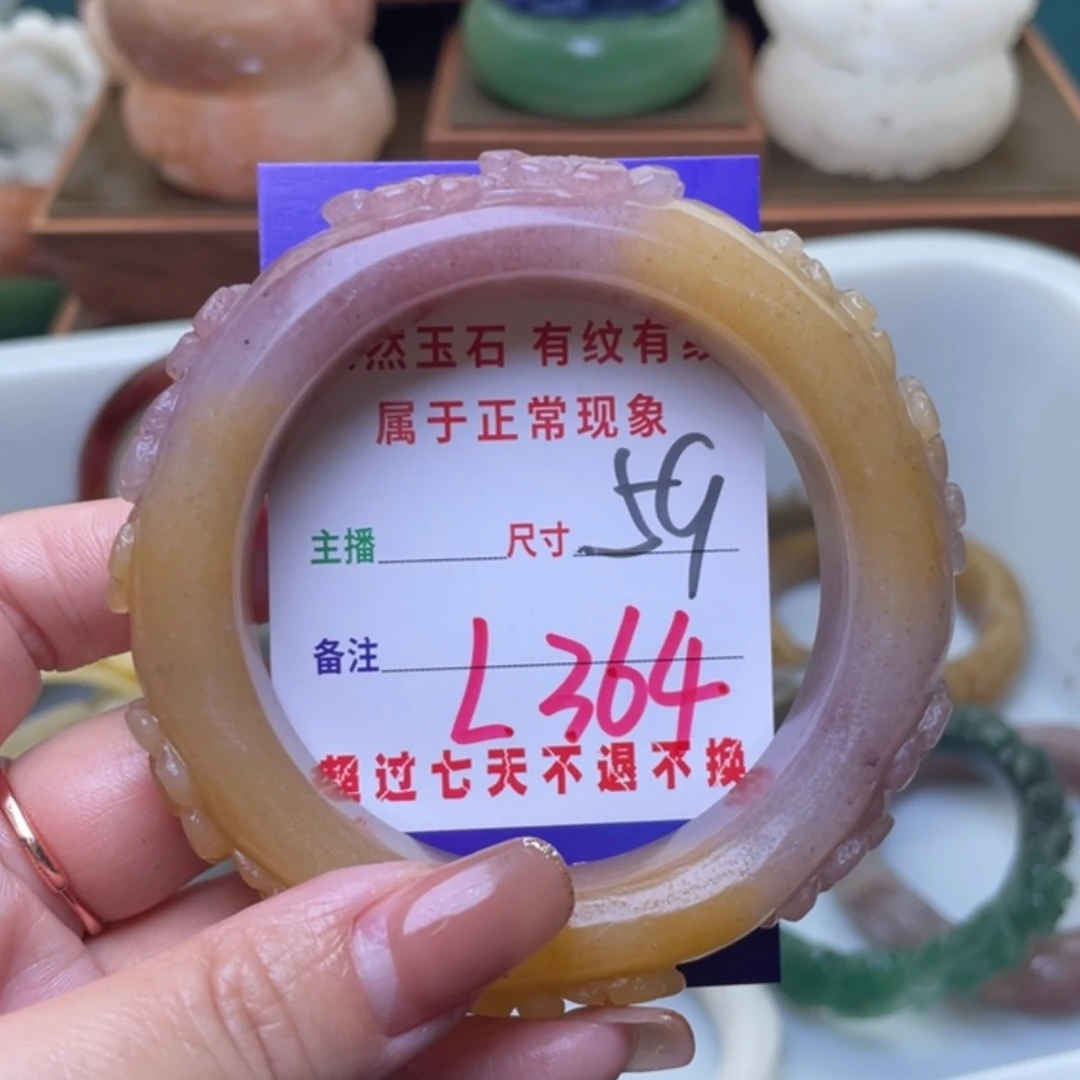 然玉石 有纹有
属于正常现象
主播 尺寸 59
备注 L364
超过七天不退不换